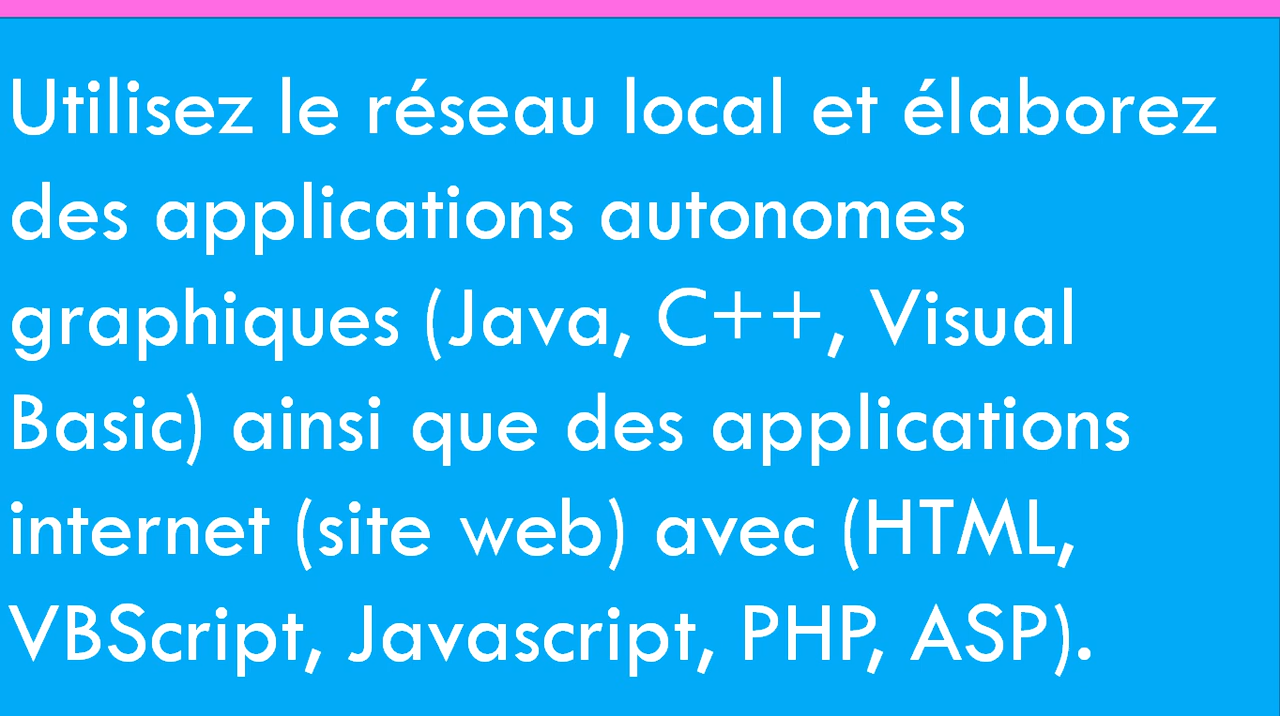 Utilisez le réseau local et élaborez
des applications autonomes
graphiques (Java, C++, Visual
Basic) ainsi que des applications
internet (site web) avec (HTML,
VBScript, Javascript, PHP, ASP).